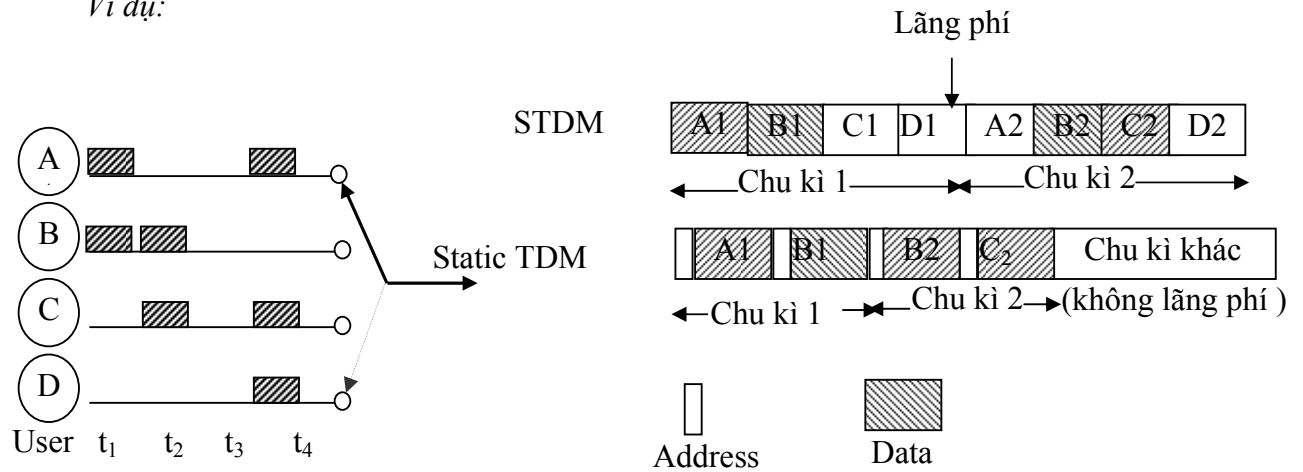 Ví dụ:
Lãng phí
STDM
A1 B1 C1 D1 A2 B2 C2 D2
Chu kì 1 Chu kì 2
A
B
C
D
Static TDM
A1 B1 B2 C₂ Chu kì khác
Chu kì 1 Chu kì 2 (không lãng phí )
User t₁ t₂ t₃ t₄
Address Data